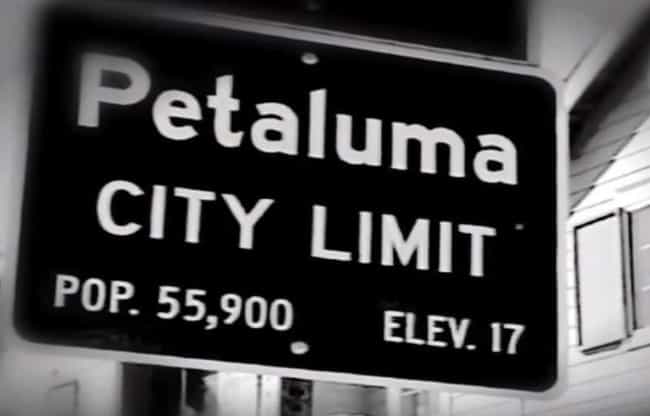 Petaluma
CITY LIMIT
POP. 55,900 ELEV. 17